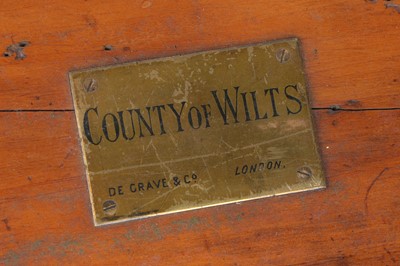 COUNTY OF WILTS
DE GRAVE & CO LONDON.